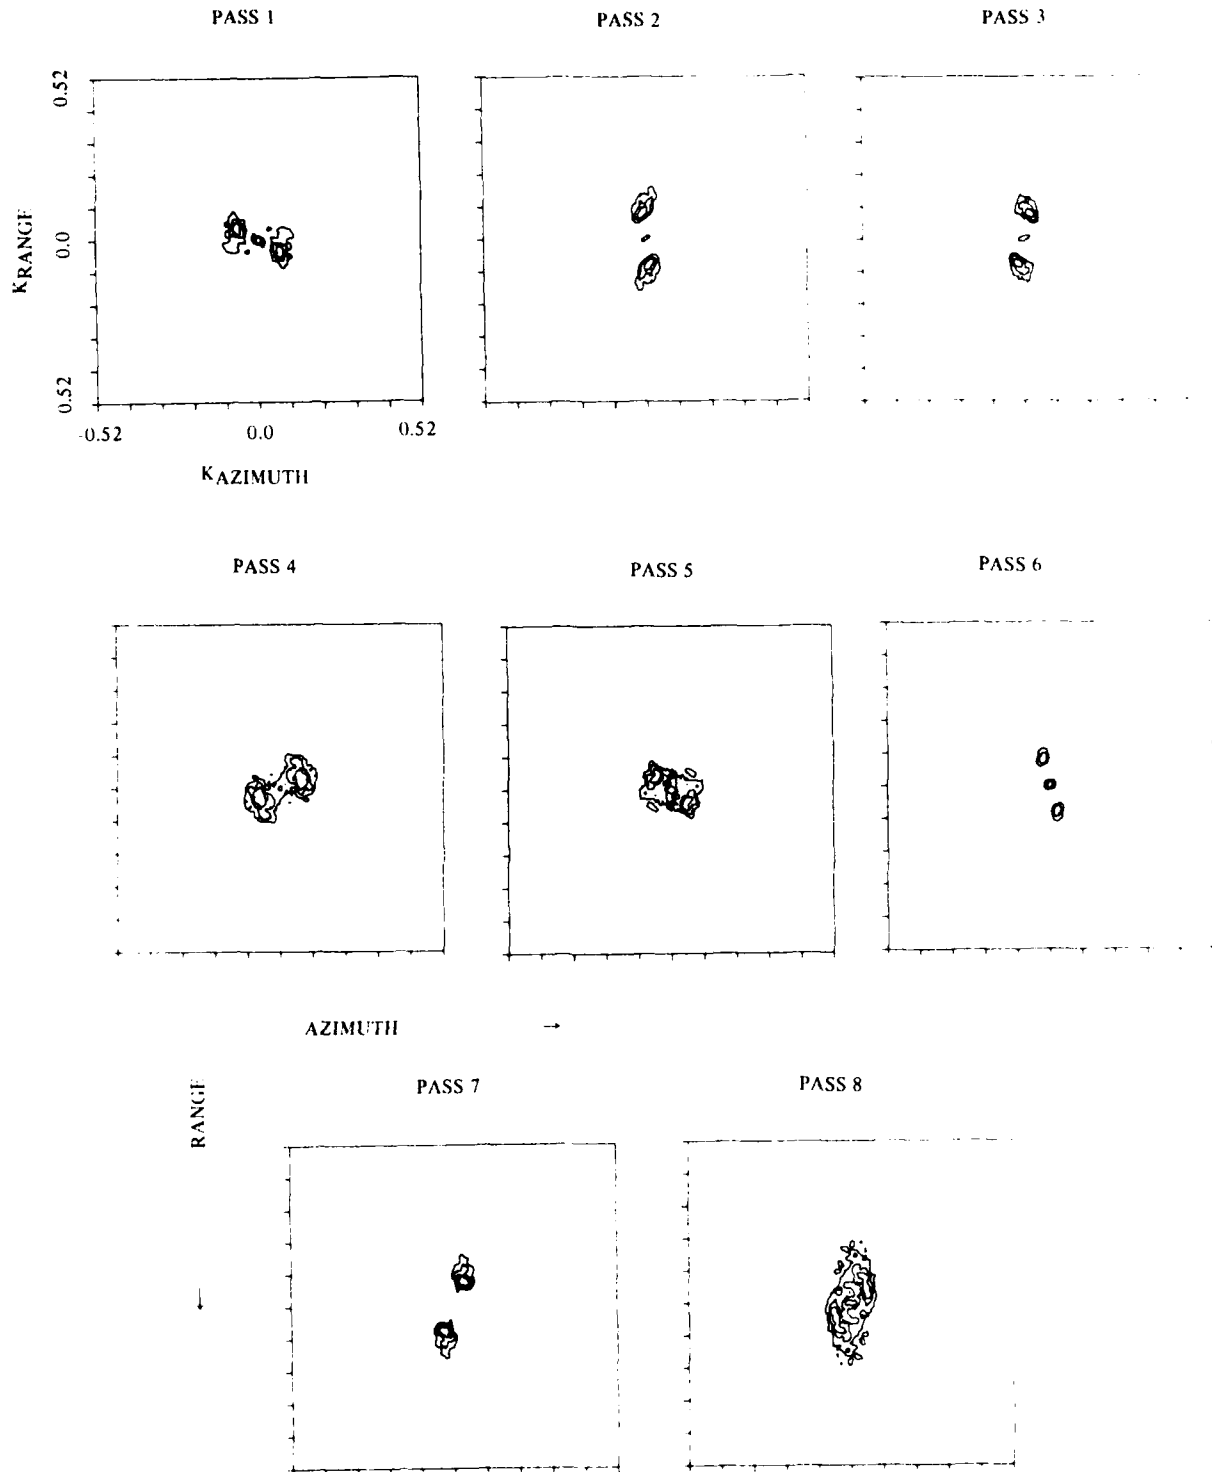 PASS 1
PASS 2
PASS 3
0.52
0.0
0.52
KRANGE
-0.52
0.0
0.52
KAZIMUTH
PASS 4
PASS 5
PASS 6
AZIMUTH →
RANGE →
PASS 7
PASS 8